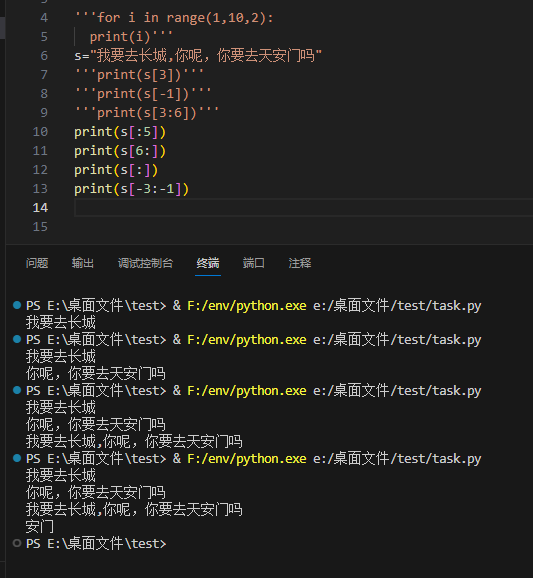 4 '''for i in range(1,10,2):
5 print(i)'''
6 s="我要去长城,你呢，你要去天安门吗"
7 '''print(s[3])'''
8 '''print(s[-1])'''
9 '''print(s[3:6])'''
10 print(s[:5])
11 print(s[6:])
12 print(s[:])
13 print(s[-3:-1])
14
15
问题 输出 调试控制台 终端 端口 注释
PS E:\桌面文件\test> & F:/env/python.exe e:/桌面文件/test/task.py
我要去长城
PS E:\桌面文件\test> & F:/env/python.exe e:/桌面文件/test/task.py
我要去长城
你呢，你要去天安门吗
PS E:\桌面文件\test> & F:/env/python.exe e:/桌面文件/test/task.py
我要去长城
你呢，你要去天安门吗
我要去长城,你呢，你要去天安门吗
PS E:\桌面文件\test> & F:/env/python.exe e:/桌面文件/test/task.py
我要去长城
你呢，你要去天安门吗
我要去长城,你呢，你要去天安门吗
安门
PS E:\桌面文件\test>